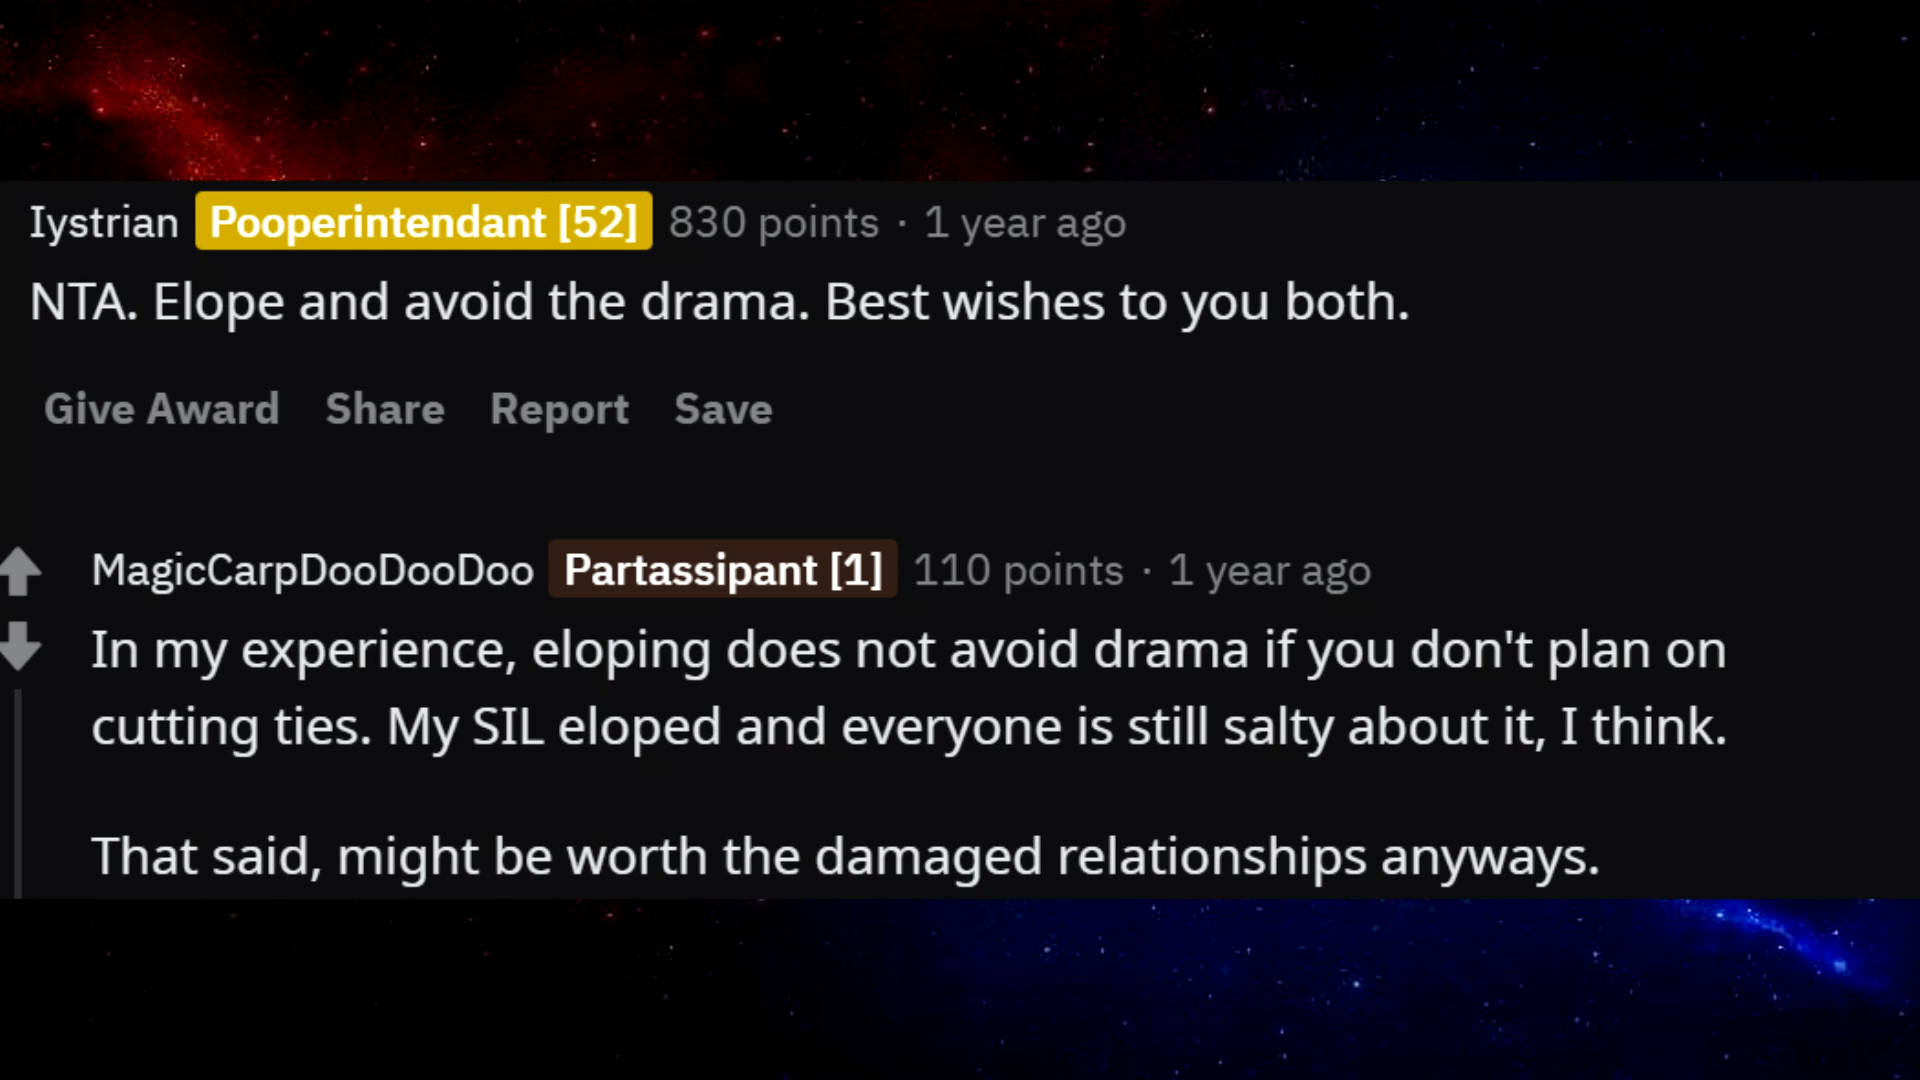 Iystrian Pooperintendant [52] 830 points · 1 year ago
NTA. Elope and avoid the drama. Best wishes to you both.
Give Award Share Report Save
MagicCarpDooDooDoo Partassipant [1] 110 points · 1 year ago
In my experience, eloping does not avoid drama if you don't plan on
cutting ties. My SIL eloped and everyone is still salty about it, I think.
That said, might be worth the damaged relationships anyways.